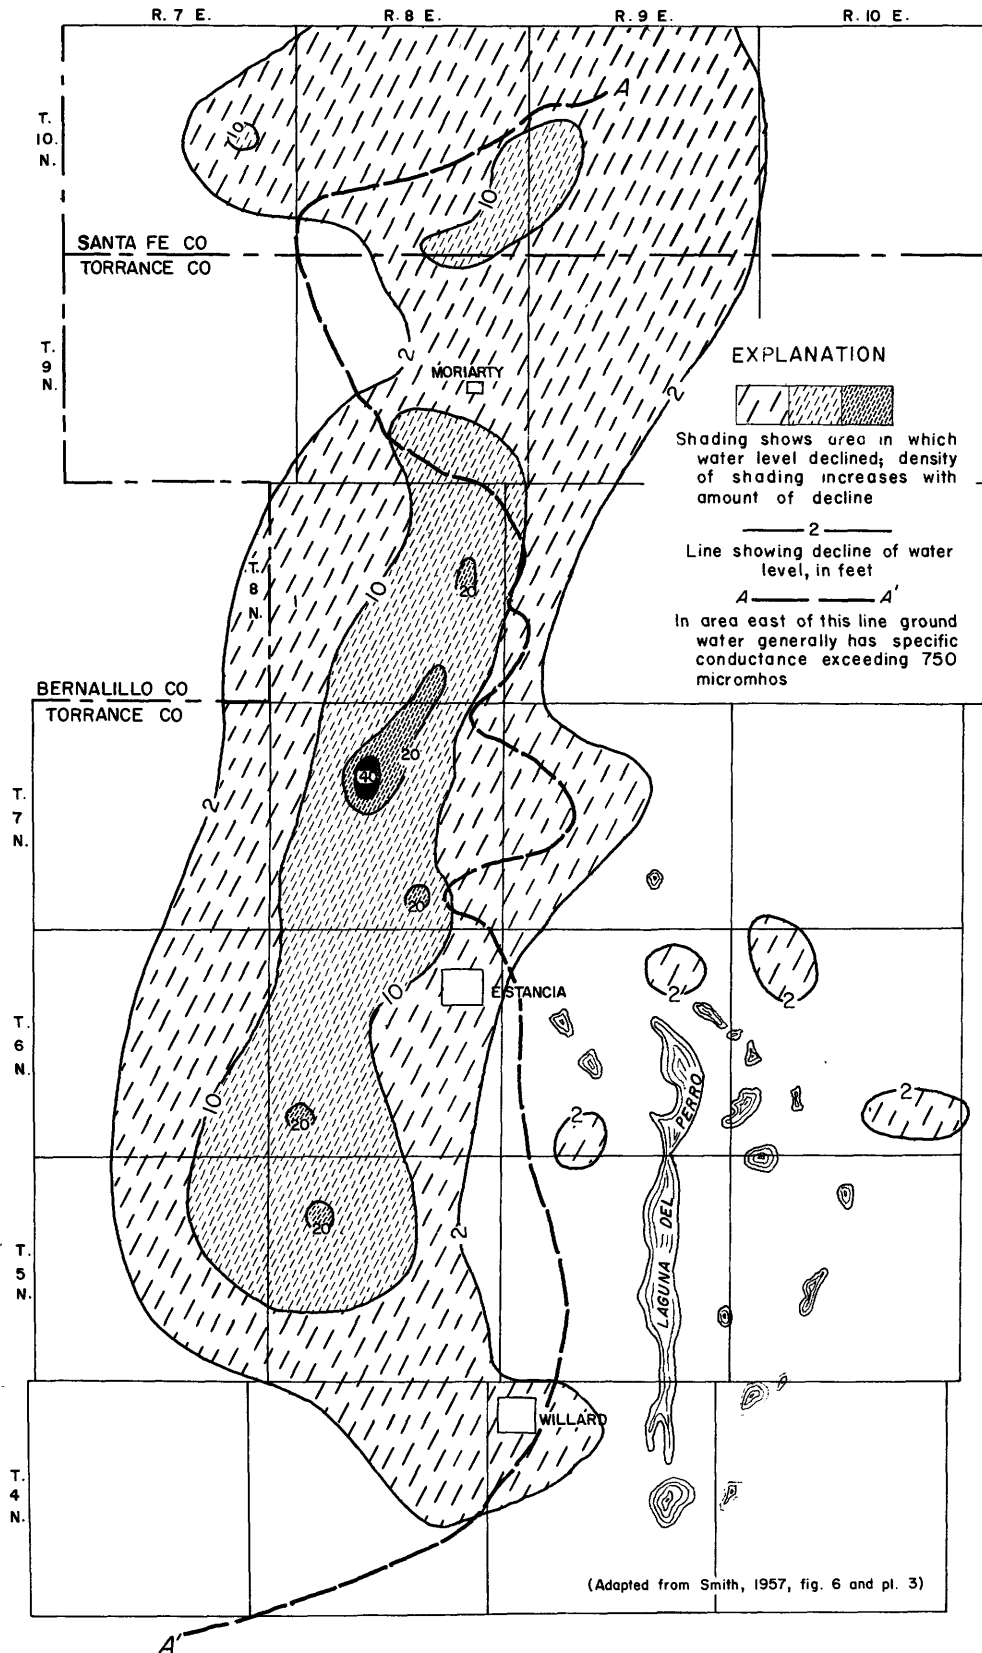 R. 7 E. R. 8 E. R. 9 E. R. 10 E.
A
T.
10.
N.
10
10
SANTA FE CO
TORRANCE CO
T.
9
N.
2
MORIARTY
2
EXPLANATION
Shading shows area in which
water level declined; density
of shading increases with
amount of decline
2
Line showing decline of water
level, in feet
A A'
In area east of this line ground
water generally has specific
conductance exceeding 750
micromhos
T.
8
N.
10
20
BERNALILLO CO
TORRANCE CO
20
40
2
T.
7
N.
20
10
ESTANCIA
2
2
T.
6
N.
10
20
2
2
PERRO
20
2
DEL
LAGUNA
T.
5
N.
WILLARD
T.
4
N.
(Adapted from Smith, 1957, fig. 6 and pl. 3)
A'